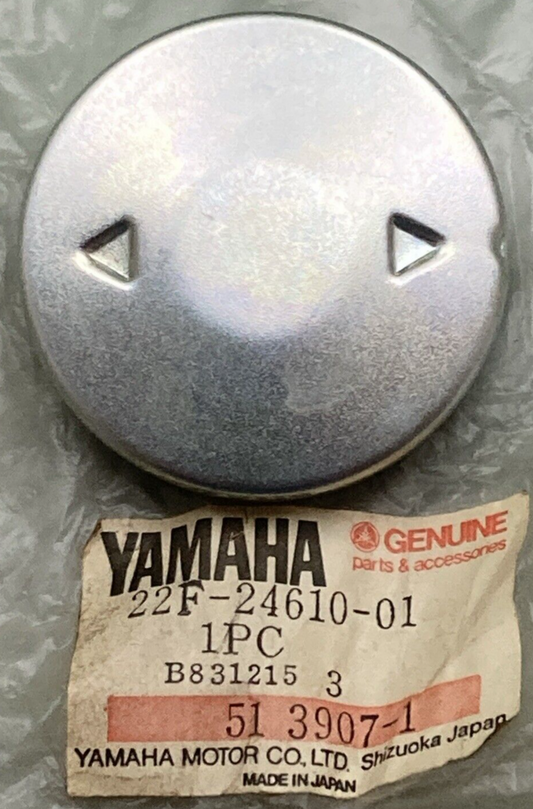 YAMAHA GENUINE
parts & accessories
22F-24610-01
1PC
B831215 3
51 3907-1
YAMAHA MOTOR CO., LTD. Shizuoka Japan
MADE IN JAPAN